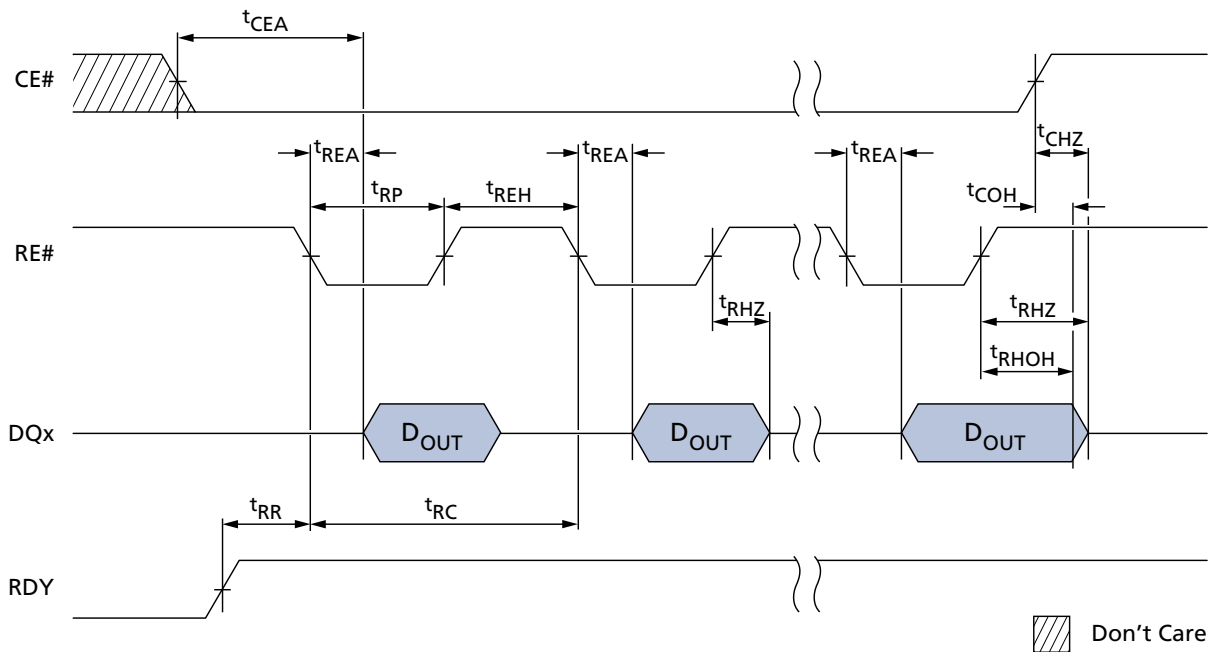 tCEA
CE#
tREA
tREA
tREA
tCHZ
tRP
tREH
tCOH
RE#
tRHZ
tRHZ
tRHOH
DQx
DOUT
DOUT
DOUT
tRR
tRC
RDY
Don't Care